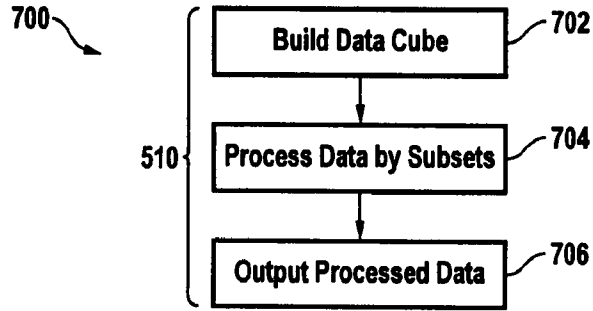 700
Build Data Cube
702
510
Process Data by Subsets
704
Output Processed Data
706